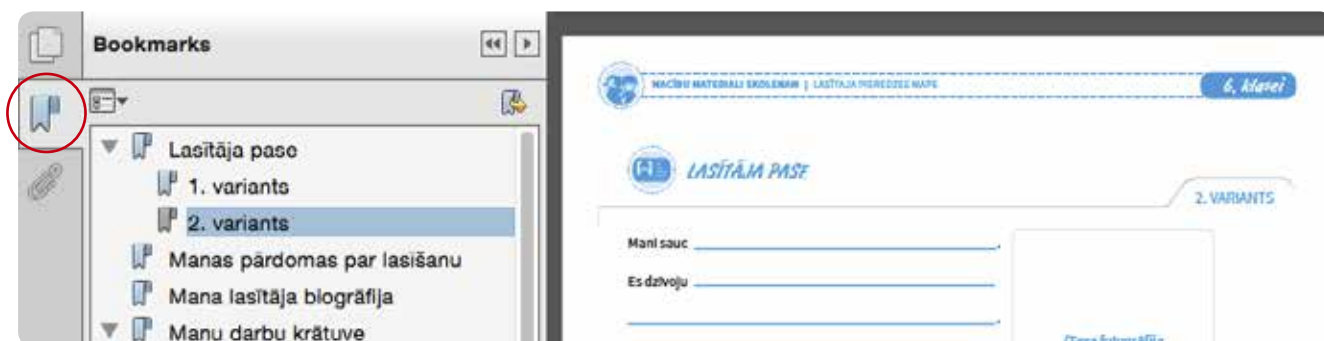 Bookmarks
Lasītāja pase
1. variants
2. variants
Manas pārdomas par lasīšanu
Mana lasītāja biogrāfija
Manu darbu krātuve
MĀCĪBU MATERIĀLI SKOLĒNAM | LASĪTĀJA PIEREDZES MAPE
6. klasei
LASĪTĀJA PASE
2. VARIANTS
Mani sauc
Es dzīvoju